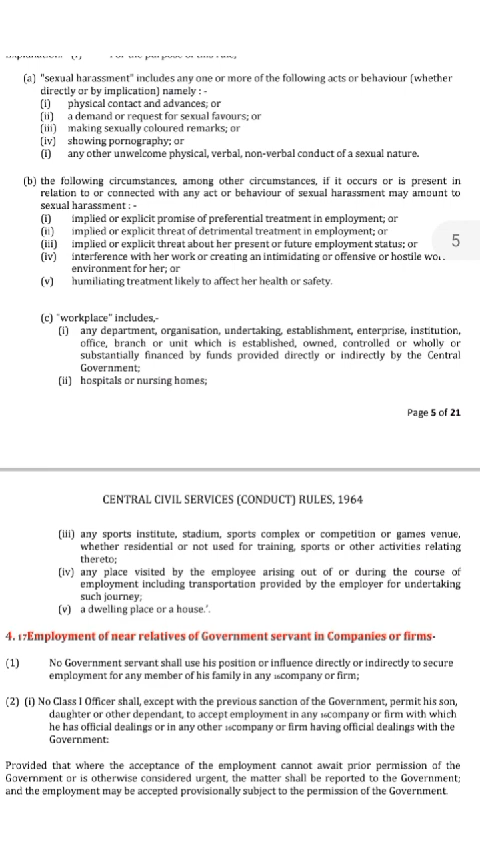 (a) "sexual harassment" includes any one or more of the following acts or behaviour (whether
directly or by implication) namely : -
(i) physical contact and advances; or
(ii) a demand or request for sexual favours; or
(iii) making sexually coloured remarks; or
(iv) showing pornography; or
(i) any other unwelcome physical, verbal, non-verbal conduct of a sexual nature.
(b) the following circumstances, among other circumstances, if it occurs or is present in
relation to or connected with any act or behaviour of sexual harassment may amount to
sexual harassment : -
(i) implied or explicit promise of preferential treatment in employment; or
(ii) implied or explicit threat of detrimental treatment in employment; or
(iii) implied or explicit threat about her present or future employment status; or
5
(iv) interference with her work or creating an intimidating or offensive or hostile
environment for her; or
(v) humiliating treatment likely to affect her health or safety.
(c) "workplace" includes,-
(i) any department, organisation, undertaking, establishment, enterprise, institution,
office, branch or unit which is established, owned, controlled or wholly or
substantially financed by funds provided directly or indirectly by the Central
Government;
(ii) hospitals or nursing homes;
Page 5 of 21
CENTRAL CIVIL SERVICES (CONDUCT) RULES, 1964
(iii) any sports institute, stadium, sports complex or competition or games venue,
whether residential or not used for training, sports or other activities relating
thereto;
(iv) any place visited by the employee arising out of or during the course of
employment including transportation provided by the employer for undertaking
such journey;
(v) a dwelling place or a house.'.
4. 17Employment of near relatives of Government servant in Companies or firms-
(1) No Government servant shall use his position or influence directly or indirectly to secure
employment for any member of his family in any company or firm;
(2) (i) No Class I Officer shall, except with the previous sanction of the Government, permit his son,
daughter or other dependant, to accept employment in any company or firm with which
he has official dealings or in any other company or firm having official dealings with the
Government:
Provided that where the acceptance of the employment cannot await prior permission of the
Government or is otherwise considered urgent, the matter shall be reported to the Government;
and the employment may be accepted provisionally subject to the permission of the Government.